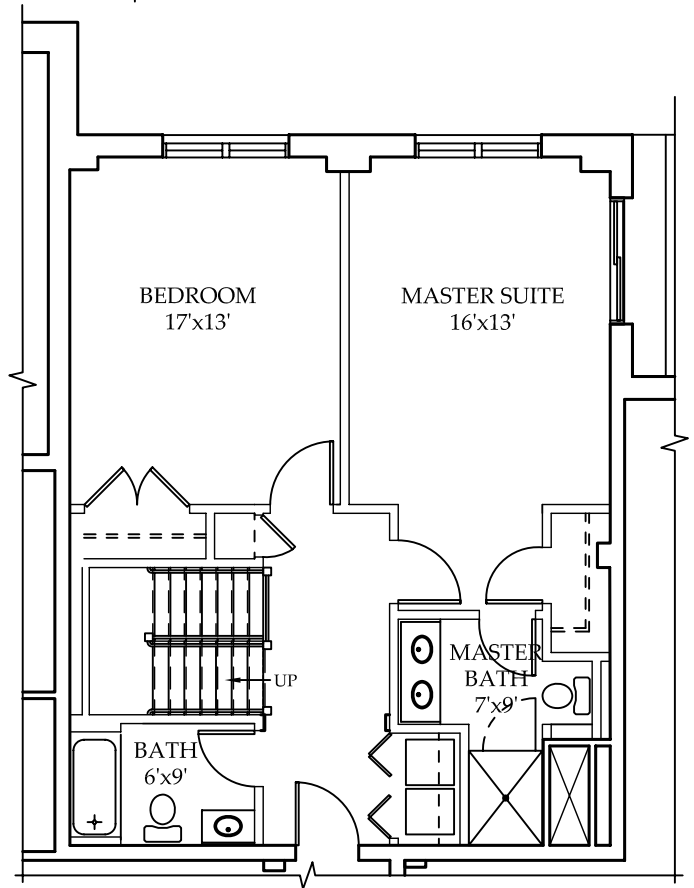 BEDROOM
17'x13'
MASTER SUITE
16'x13'
UP
MASTER
BATH
7'x9'
BATH
6'x9'